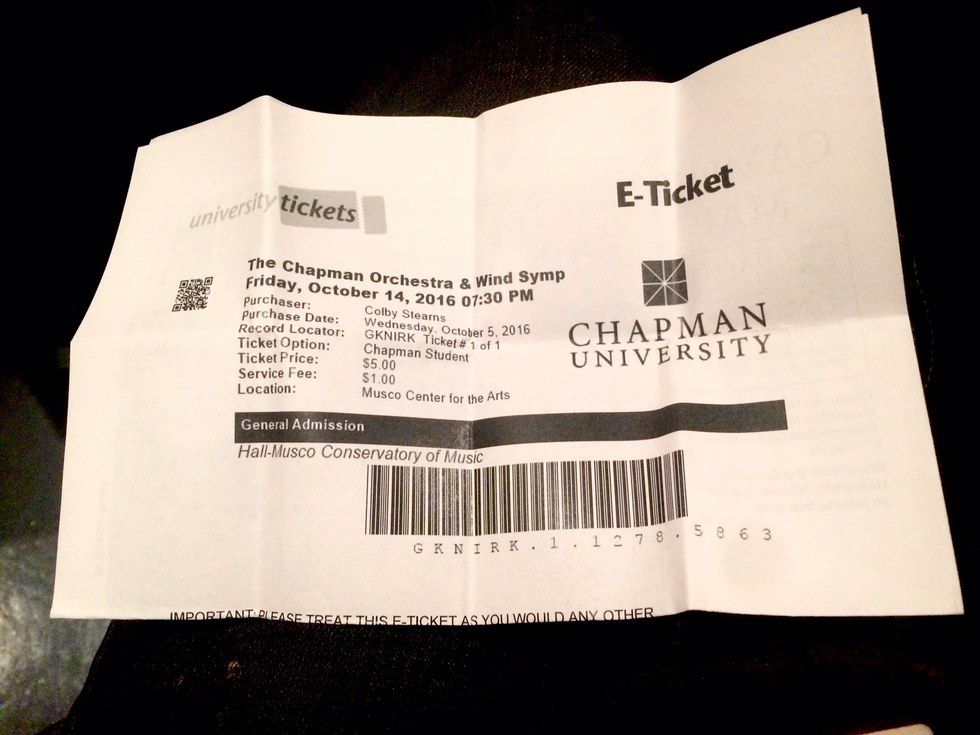 university tickets
E-Ticket
The Chapman Orchestra & Wind Symp
Friday, October 14, 2016 07:30 PM
Purchaser: Colby Stearns
Purchase Date: Wednesday, October 5, 2016
Record Locator: GKNIRK Ticket # 1 of 1
Ticket Option: Chapman Student
Ticket Price: $5.00
Service Fee: $1.00
Location: Musco Center for the Arts
CHAPMAN
UNIVERSITY
General Admission
Hall-Musco Conservatory of Music
GKNIRK.1.1278.5863
IMPORTANT: PLEASE TREAT THIS E-TICKET AS YOU WOULD ANY OTHER